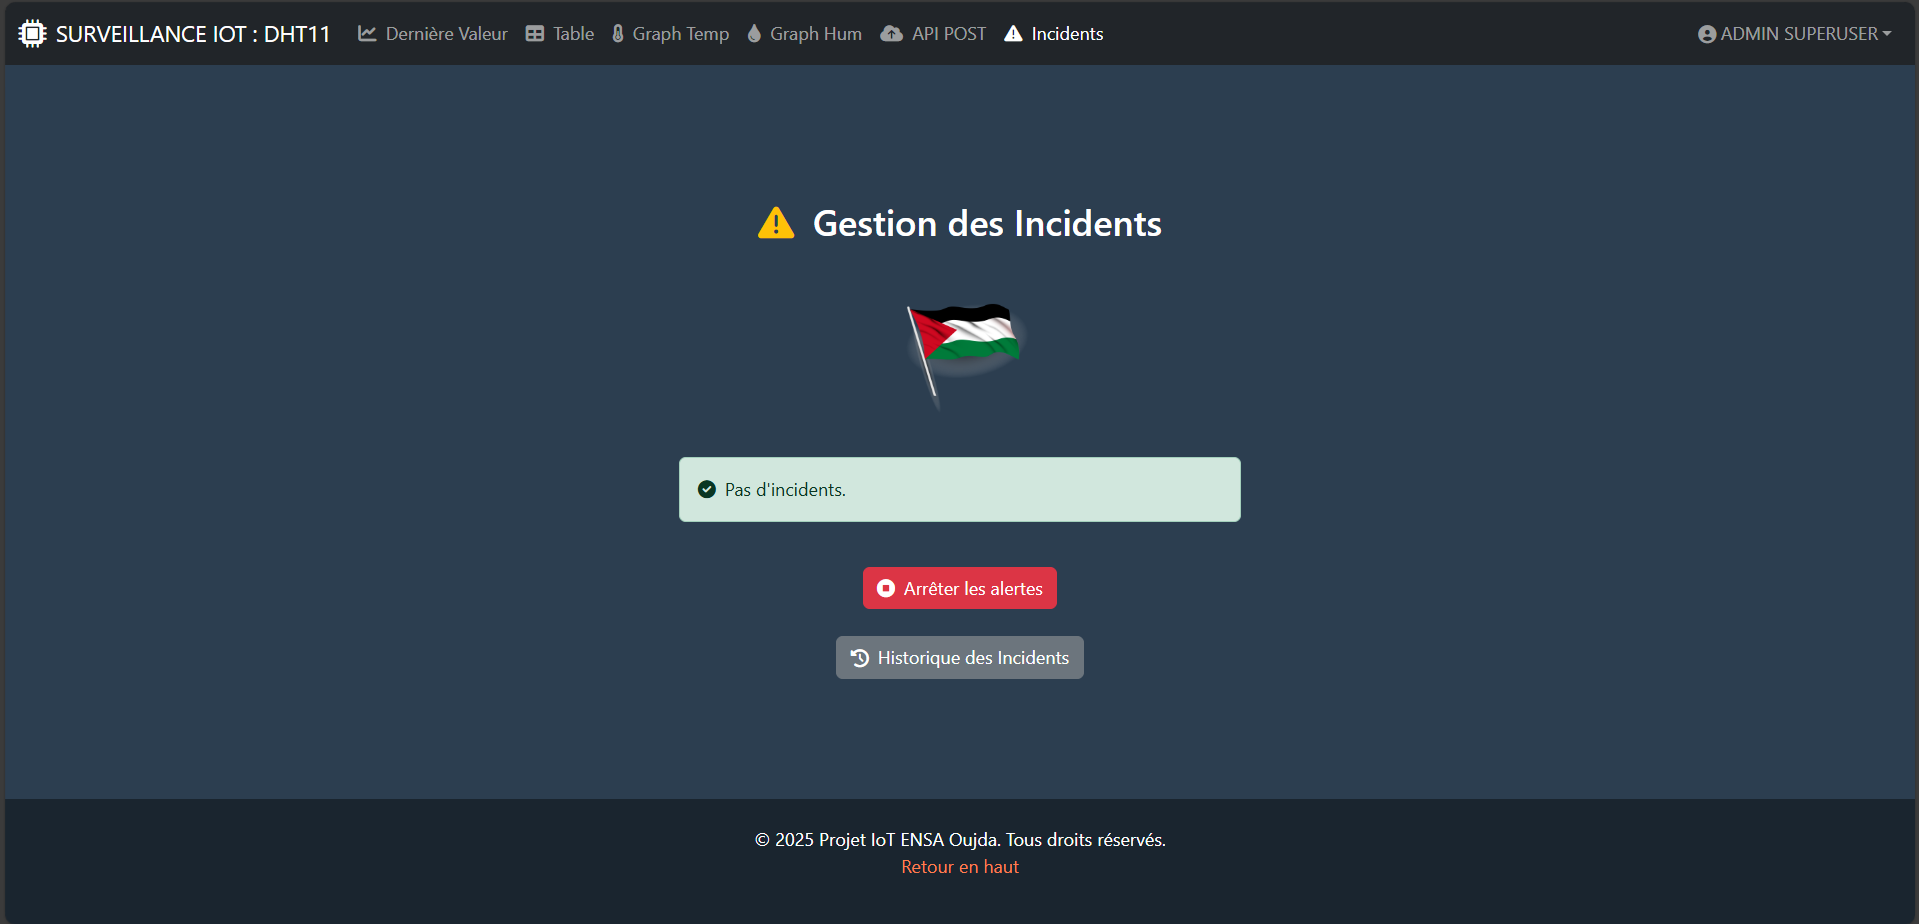 SURVEILLANCE IOT : DHT11 Dernière Valeur Table Graph Temp Graph Hum API POST Incidents ADMIN SUPERUSER
Gestion des Incidents
Pas d'incidents.
Arrêter les alertes
Historique des Incidents
© 2025 Projet IoT ENSA Oujda. Tous droits réservés.
Retour en haut